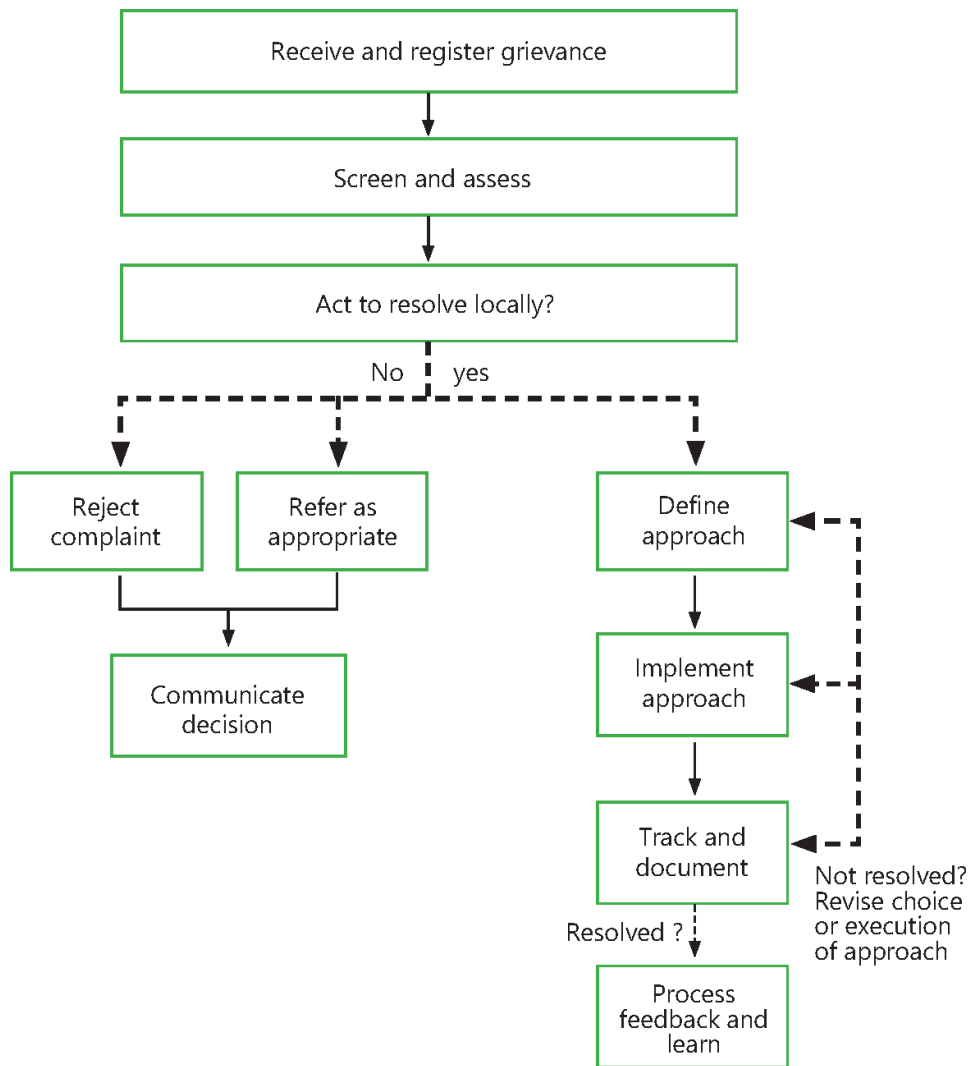 Receive and register grievance
Screen and assess
Act to resolve locally?
No yes
Reject
complaint
Refer as
appropriate
Communicate
decision
Define
approach
Implement
approach
Track and
document
Not resolved?
Revise choice
or execution
of approach
Resolved ?
Process
feedback and
learn